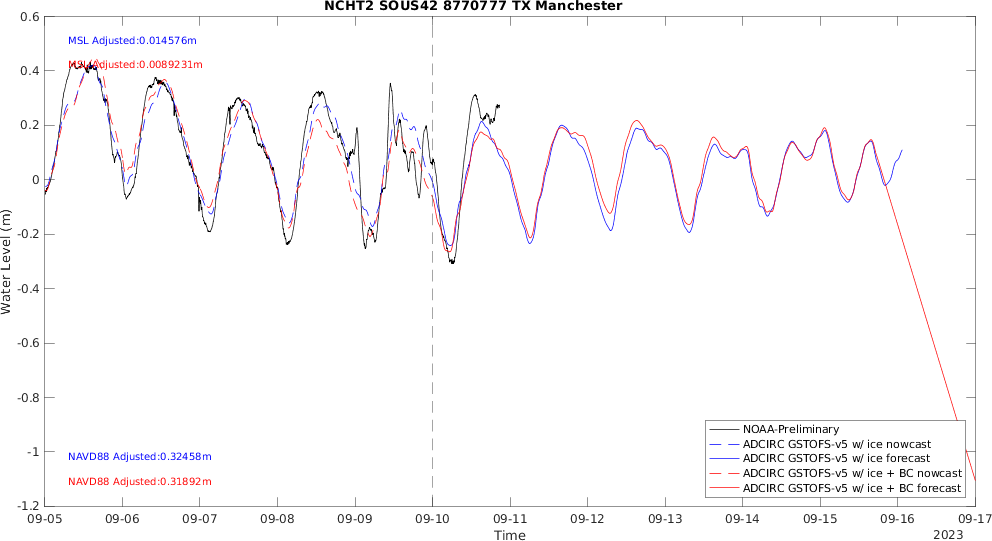 NCHT2 SOUS42 8770777 TX Manchester
0.6
MSL Adjusted:0.014576m
MSL Adjusted:0.0089231m
0.4
0.2
0
-0.2
-0.4
-0.6
-0.8
-1
-1.2
Water Level (m)
NAVD88 Adjusted:0.32458m
NAVD88 Adjusted:0.31892m
NOAA-Preliminary
ADCIRC GSTOFS-v5 w/ ice nowcast
ADCIRC GSTOFS-v5 w/ ice forecast
ADCIRC GSTOFS-v5 w/ ice + BC nowcast
ADCIRC GSTOFS-v5 w/ ice + BC forecast
09-05 09-06 09-07 09-08 09-09 09-10 09-11 09-12 09-13 09-14 09-15 09-16 09-17
Time
2023